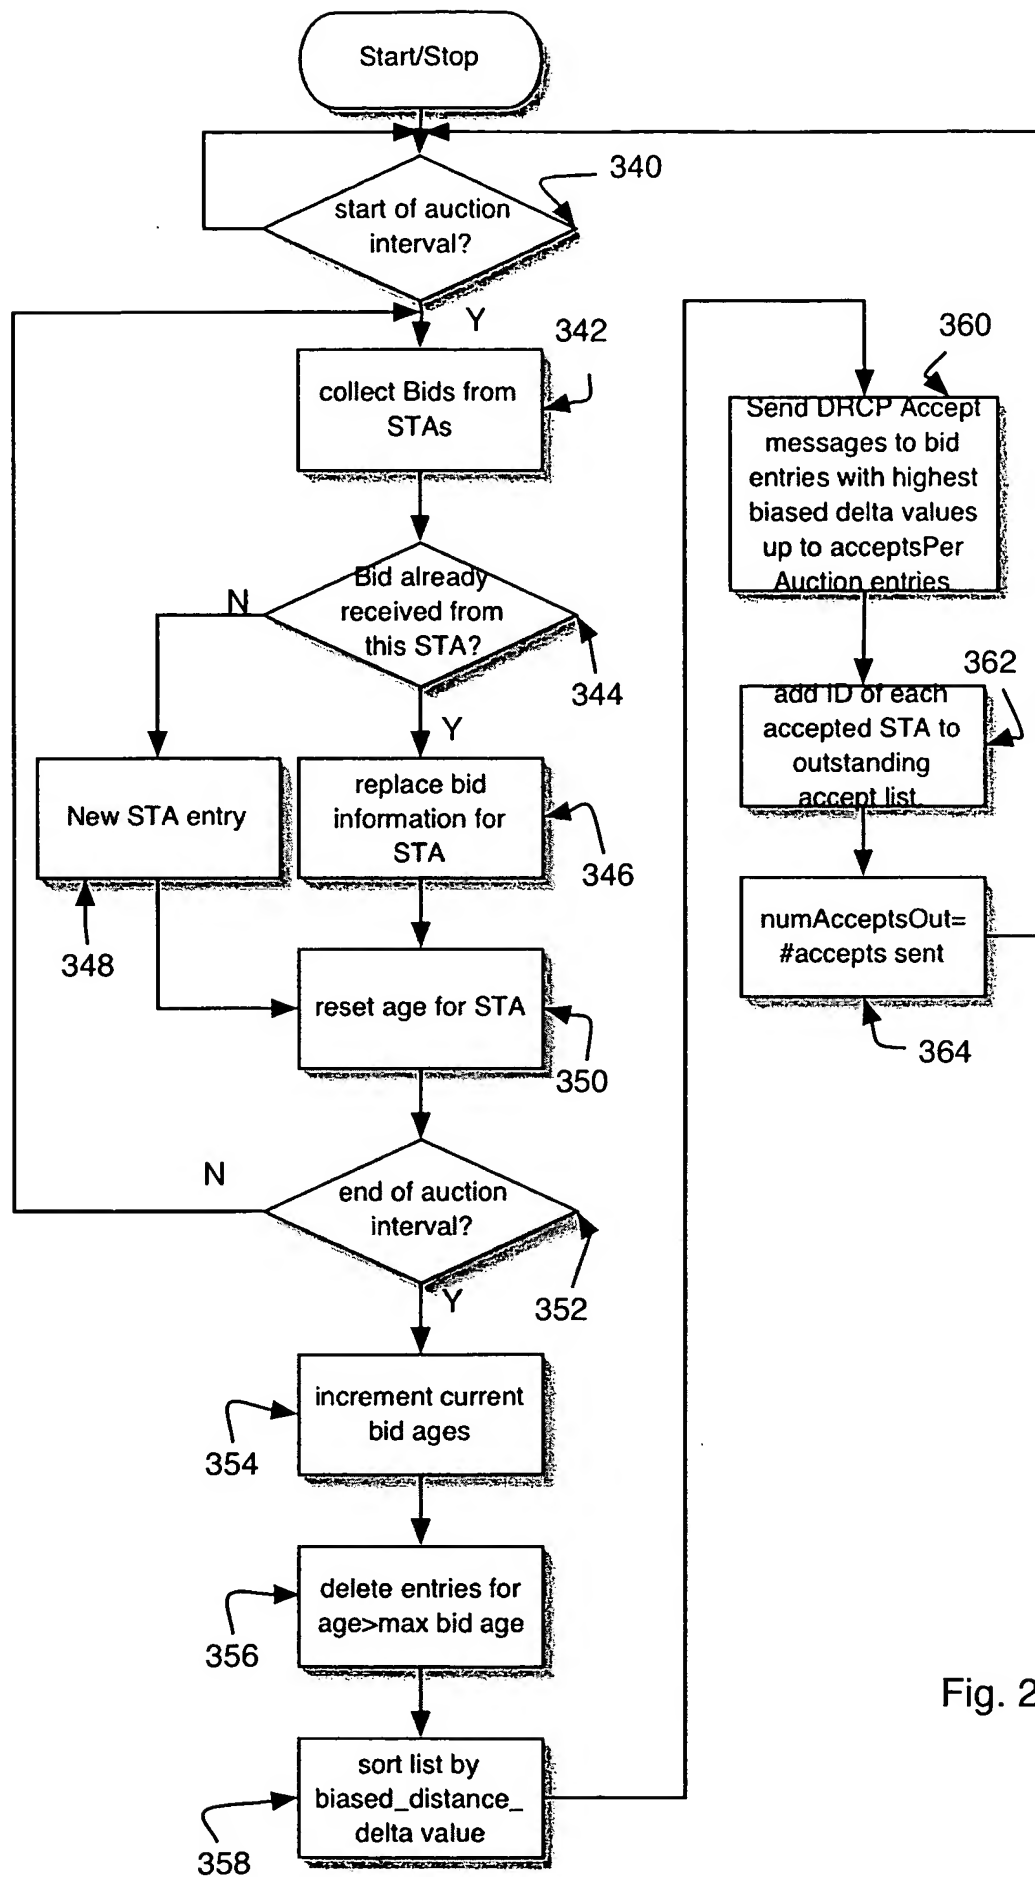 Start/Stop
start of auction
interval?
340
Y
collect Bids from
STAs
342
Bid already
received from
this STA?
344
N
Y
New STA entry
348
replace bid
information for
STA
346
reset age for STA
350
end of auction
interval?
352
N
Y
increment current
bid ages
354
delete entries for
age>max bid age
356
sort list by
biased_distance_
delta value
358
360
Send DRCP Accept
messages to bid
entries with highest
biased delta values
up to acceptsPer
Auction entries
362
add ID of each
accepted STA to
outstanding
accept list.
numAcceptsOut=
#accepts sent
364
Fig. 2